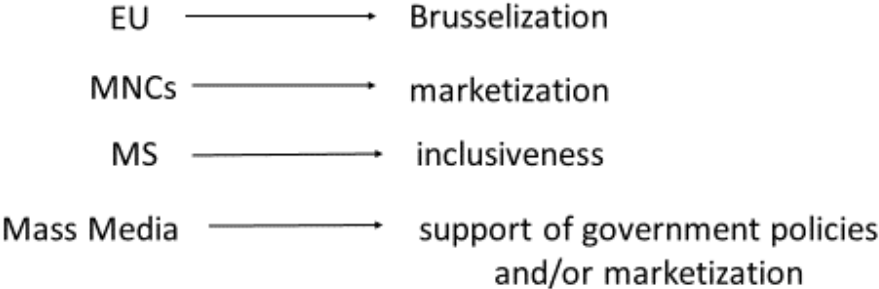 EU → Brusselization
MNCs → marketization
MS → inclusiveness
Mass Media → support of government policies
and/or marketization